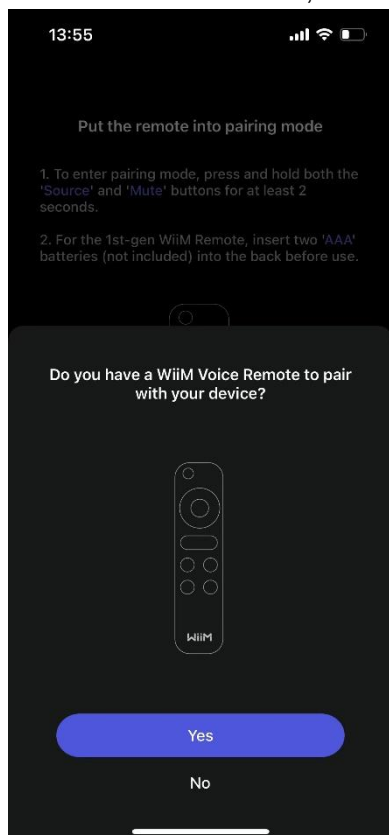 13:55
Put the remote into pairing mode
1. To enter pairing mode, press and hold both the
'Source' and 'Mute' buttons for at least 2
seconds.
2. For the 1st-gen WiiM Remote, insert two 'AAA'
batteries (not included) into the back before use.
Do you have a WiiM Voice Remote to pair
with your device?
WiiM
Yes
No